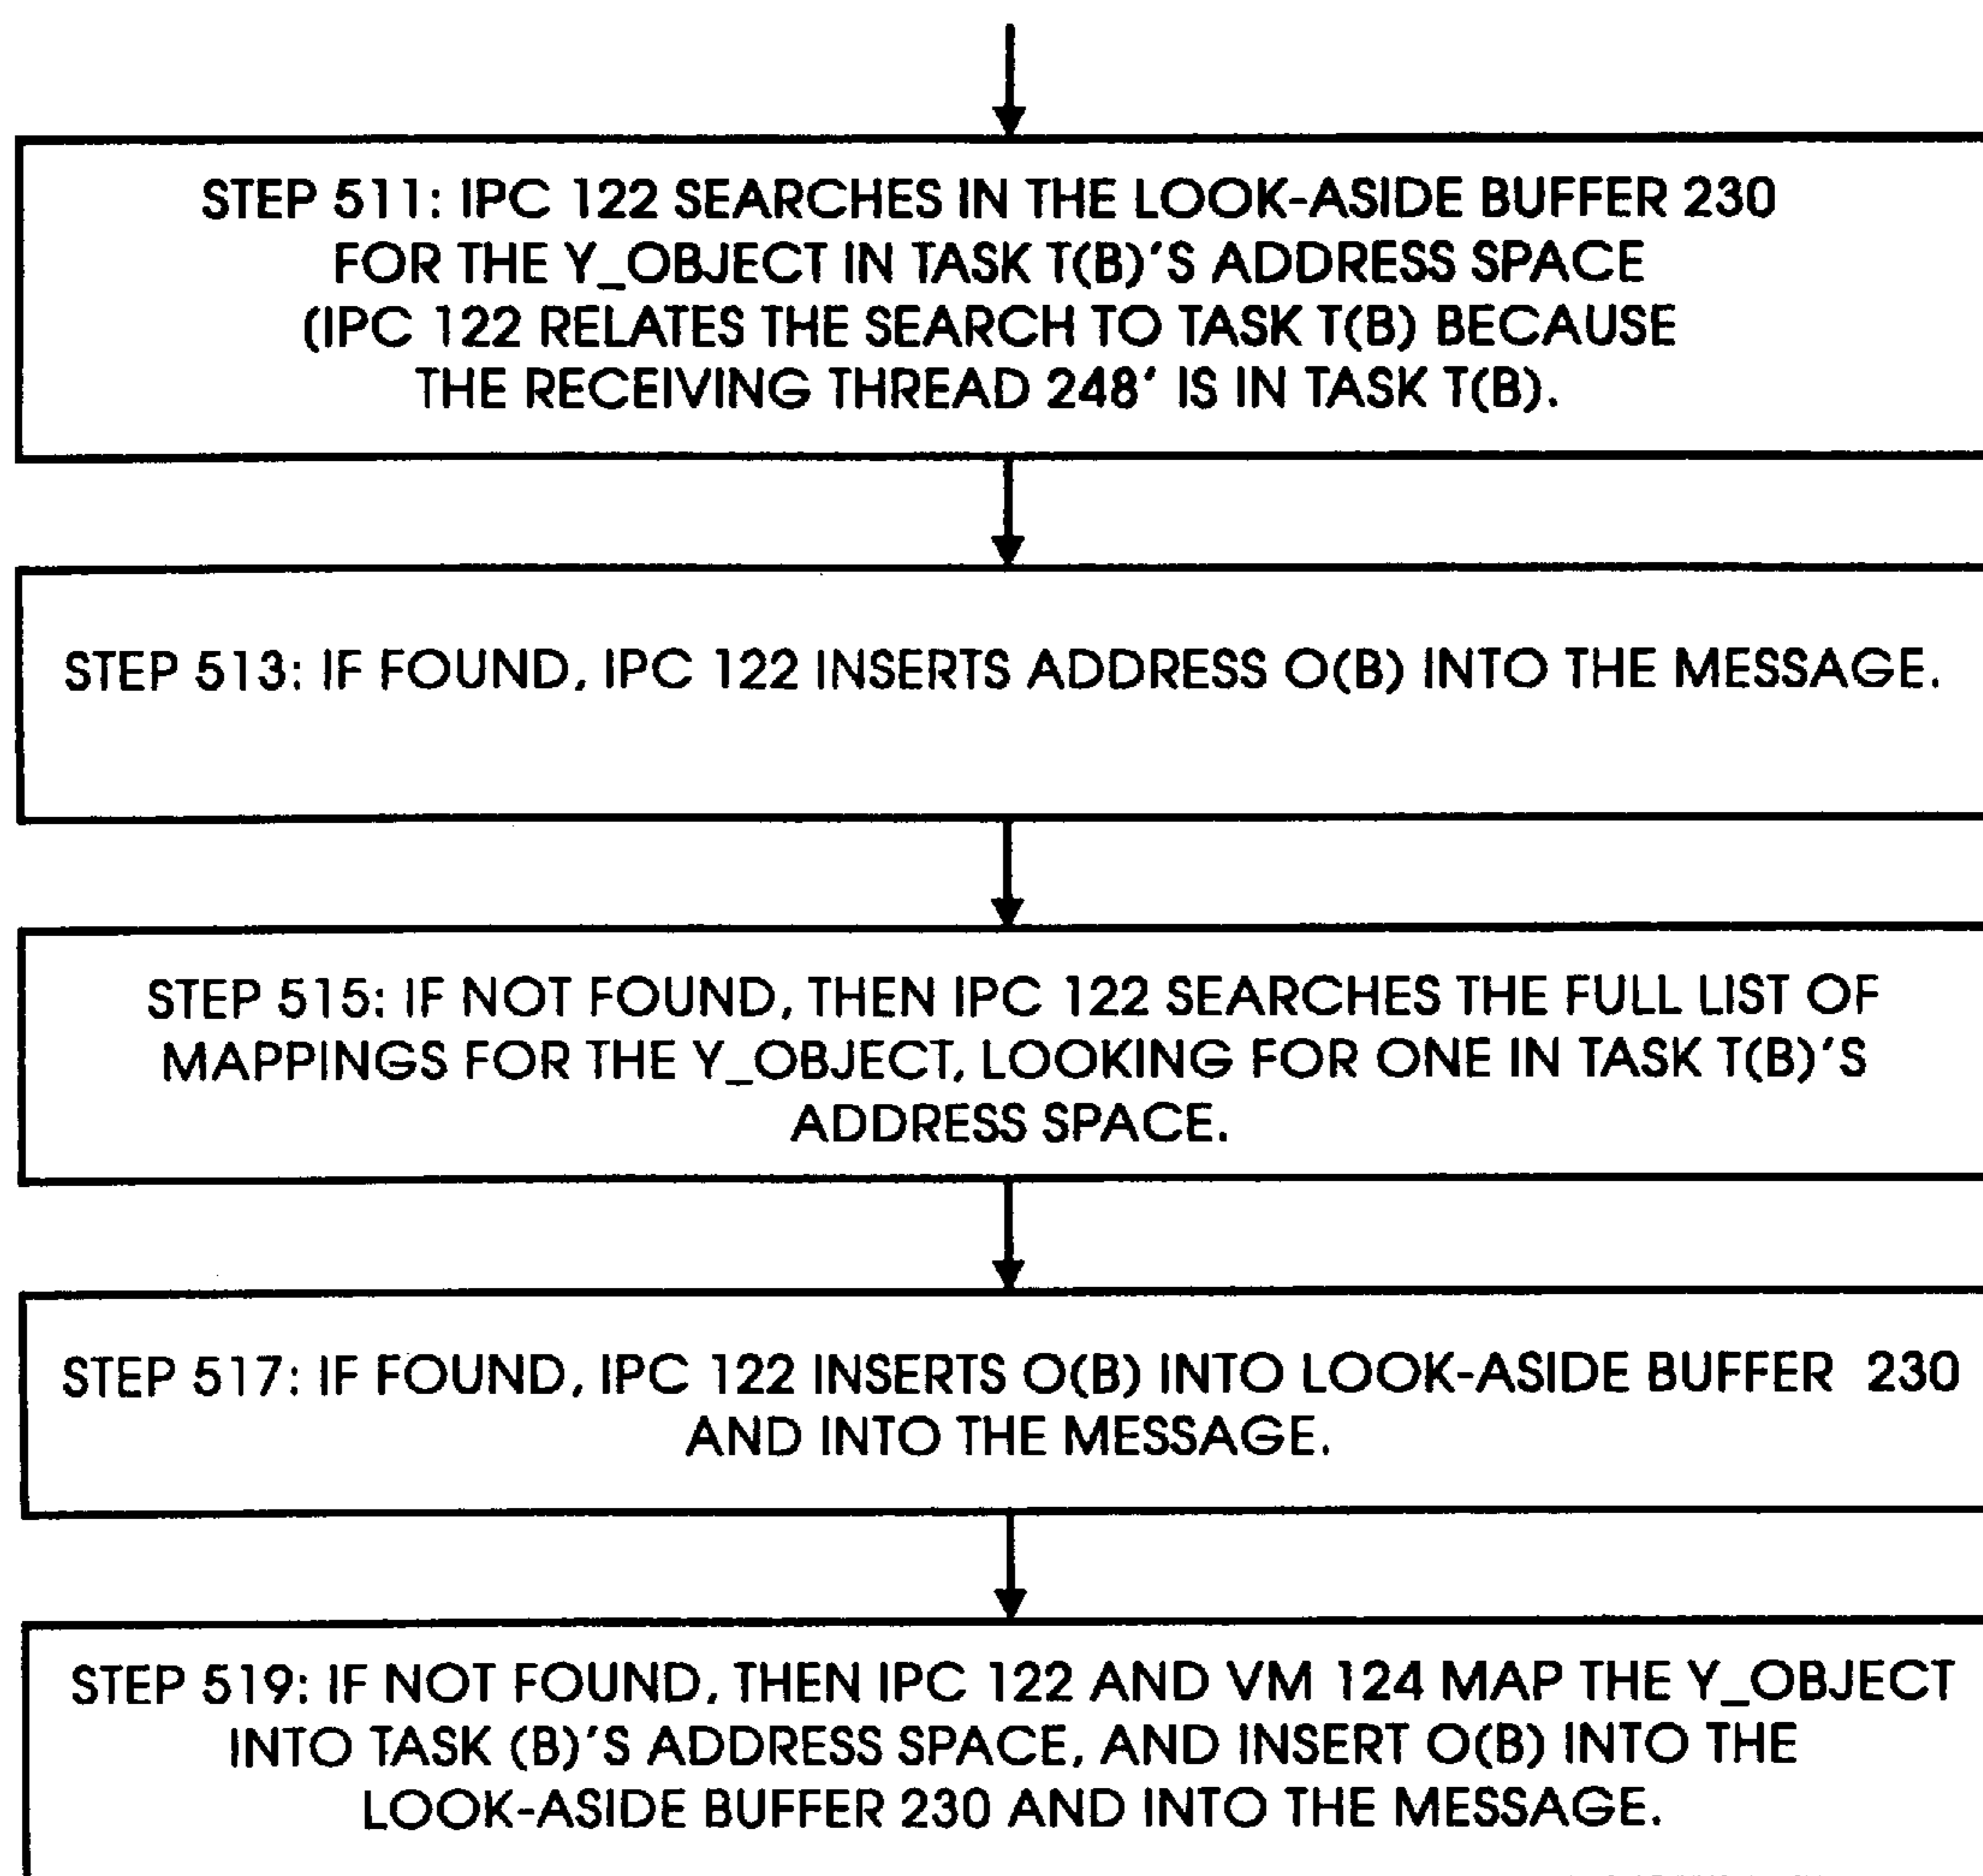 STEP 511: IPC 122 SEARCHES IN THE LOOK-ASIDE BUFFER 230
FOR THE Y_OBJECT IN TASK T(B)'S ADDRESS SPACE
(IPC 122 RELATES THE SEARCH TO TASK T(B) BECAUSE
THE RECEIVING THREAD 248' IS IN TASK T(B).
STEP 513: IF FOUND, IPC 122 INSERTS ADDRESS O(B) INTO THE MESSAGE.
STEP 515: IF NOT FOUND, THEN IPC 122 SEARCHES THE FULL LIST OF
MAPPINGS FOR THE Y_OBJECT, LOOKING FOR ONE IN TASK T(B)'S
ADDRESS SPACE.
STEP 517: IF FOUND, IPC 122 INSERTS O(B) INTO LOOK-ASIDE BUFFER 230
AND INTO THE MESSAGE.
STEP 519: IF NOT FOUND, THEN IPC 122 AND VM 124 MAP THE Y_OBJECT
INTO TASK (B)'S ADDRESS SPACE, AND INSERT O(B) INTO THE
LOOK-ASIDE BUFFER 230 AND INTO THE MESSAGE.